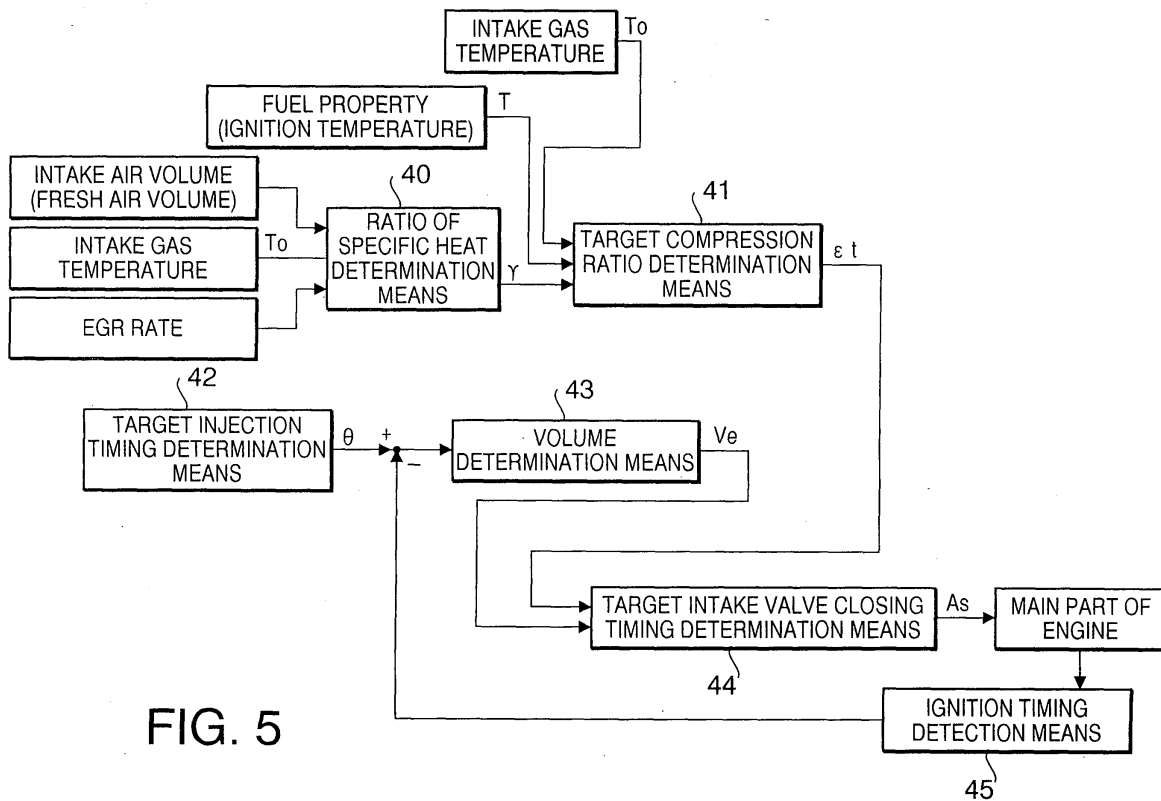 INTAKE GAS
TEMPERATURE
To
FUEL PROPERTY
(IGNITION TEMPERATURE)
T
INTAKE AIR VOLUME
(FRESH AIR VOLUME)
INTAKE GAS
TEMPERATURE
To
EGR RATE
40
RATIO OF
SPECIFIC HEAT
DETERMINATION
MEANS
γ
41
TARGET COMPRESSION
RATIO DETERMINATION
MEANS
ε t
42
TARGET INJECTION
TIMING DETERMINATION
MEANS
θ
+
−
43
VOLUME
DETERMINATION MEANS
Ve
TARGET INTAKE VALVE CLOSING
TIMING DETERMINATION MEANS
44
As
MAIN PART OF
ENGINE
IGNITION TIMING
DETECTION MEANS
45
FIG. 5